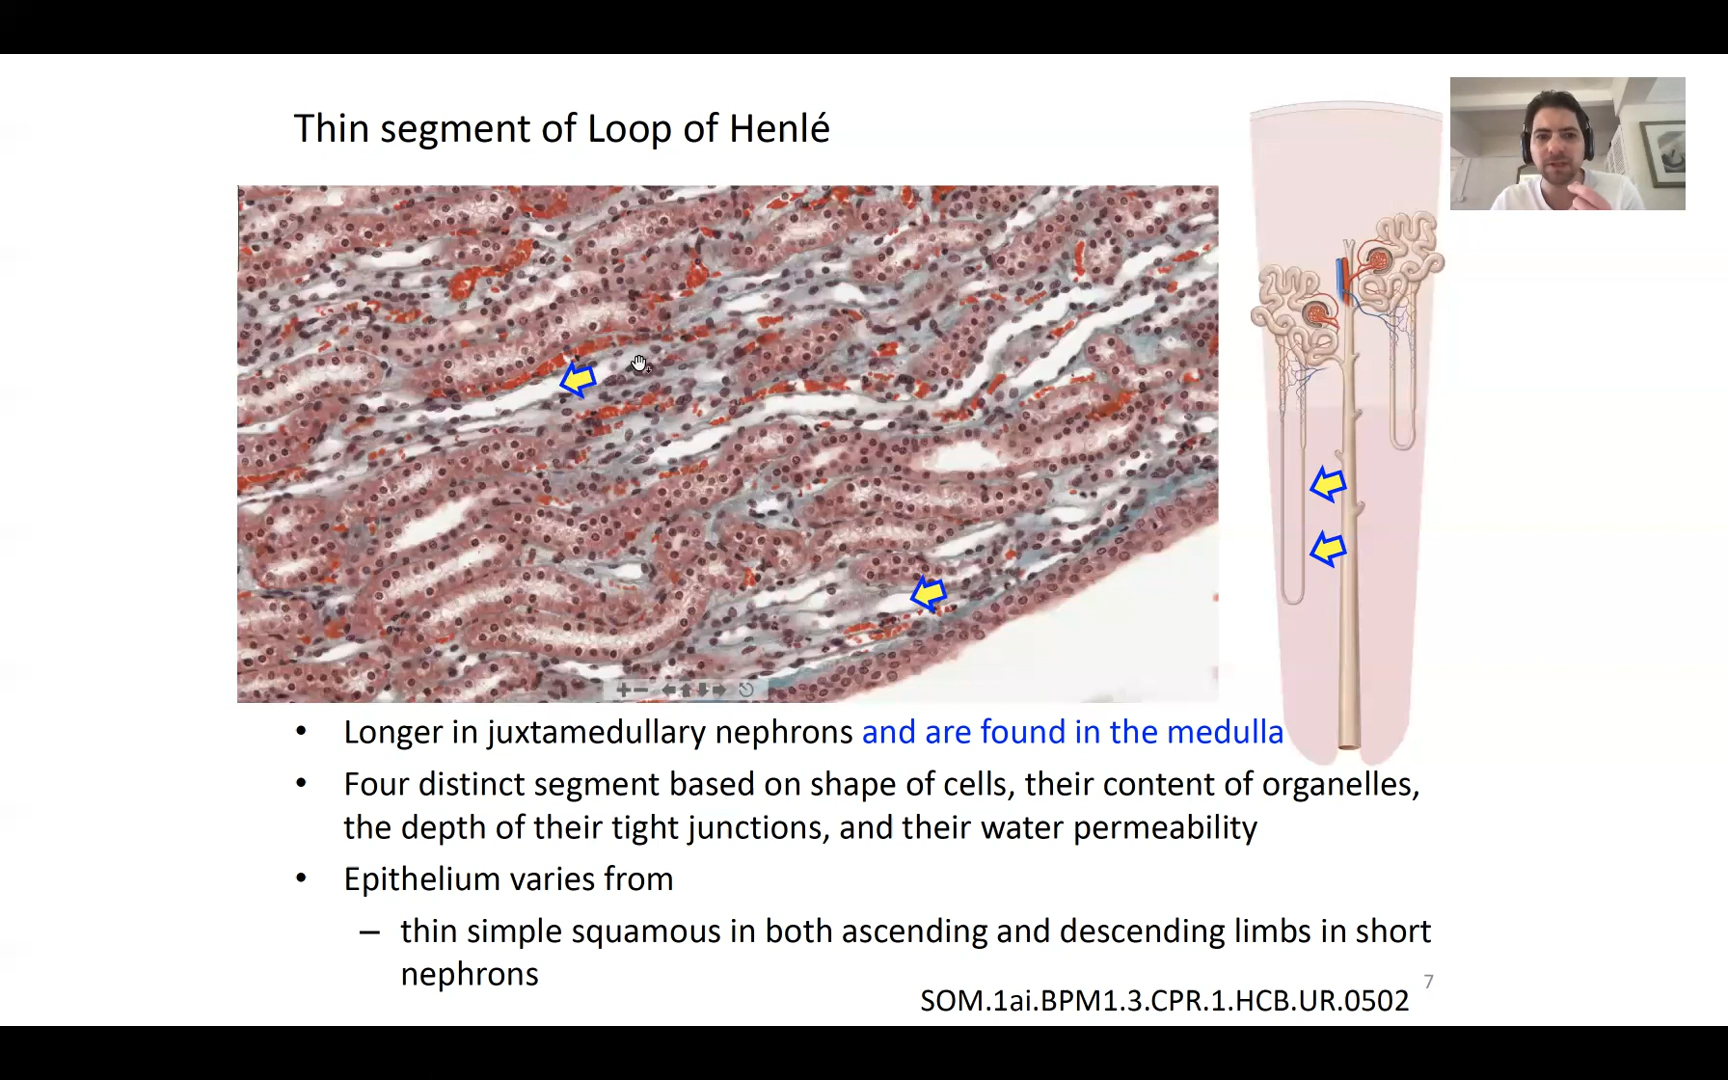 Thin segment of Loop of Henlé
• Longer in juxtamedullary nephrons and are found in the medulla
• Four distinct segment based on shape of cells, their content of organelles,
the depth of their tight junctions, and their water permeability
• Epithelium varies from
– thin simple squamous in both ascending and descending limbs in short
nephrons
7
SOM.1ai.BPM1.3.CPR.1.HCB.UR.0502